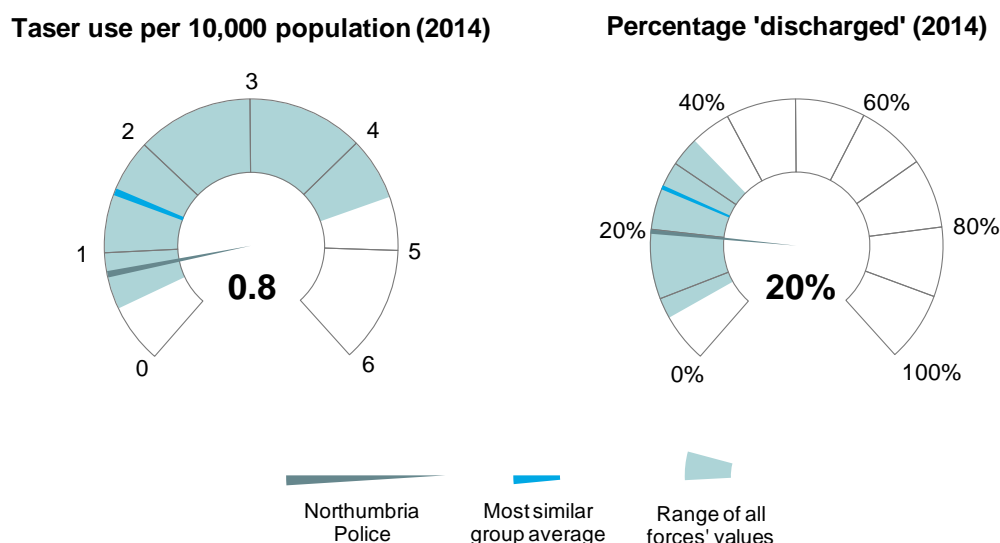 Taser use per 10,000 population (2014)
0
1
2
3
4
5
6
0.8
Percentage 'discharged' (2014)
0%
20%
40%
60%
80%
100%
20%
Northumbria
Police
Most similar
group average
Range of all
forces' values